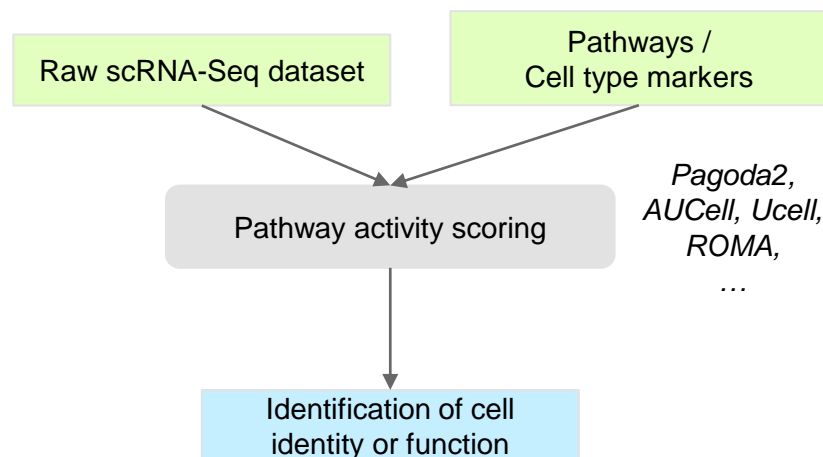 Raw scRNA-Seq dataset
Pathways /
Cell type markers
Pagoda2,
AUCell, Ucell,
ROMA,
…
Pathway activity scoring
Identification of cell
identity or function